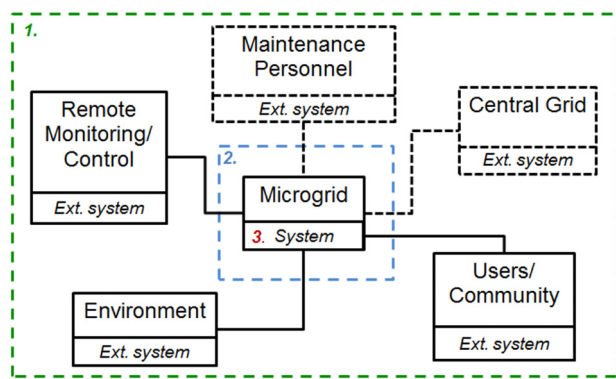 1.
Maintenance
Personnel
Ext. system
Remote
Monitoring/
Control
Ext. system
Central Grid
Ext. system
2.
Microgrid
3. System
Users/
Community
Ext. system
Environment
Ext. system